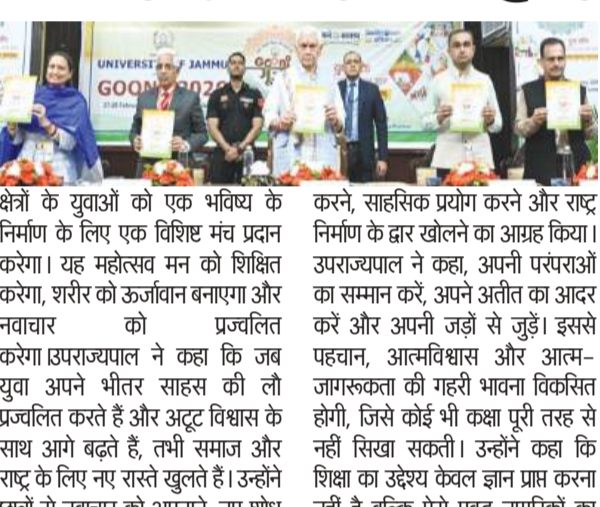 UNIVERSITY OF JAMMU
GOONJ
क्षेत्रों के युवाओं को एक भविष्य के
निर्माण के लिए एक विशिष्ट मंच प्रदान
करेगा। यह महोत्सव मन को शिक्षित
करेगा, शरीर को ऊर्जावान बनाएगा और
नवाचार को प्रज्वलित
करेगा।उपराज्यपाल ने कहा कि जब
युवा अपने भीतर साहस की लौ
प्रज्वलित करते हैं और अटूट विश्वास के
साथ आगे बढ़ते हैं, तभी समाज और
राष्ट्र के लिए नए रास्ते खुलते हैं। उन्होंने
करने, साहसिक प्रयोग करने और राष्ट्र
निर्माण के द्वार खोलने का आग्रह किया।
उपराज्यपाल ने कहा, अपनी परंपराओं
का सम्मान करें, अपने अतीत का आदर
करें और अपनी जड़ों से जुड़ें। इससे
पहचान, आत्मविश्वास और आत्म-
जागरूकता की गहरी भावना विकसित
होगी, जिसे कोई भी कक्षा पूरी तरह से
नहीं सिखा सकती। उन्होंने कहा कि
शिक्षा का उद्देश्य केवल ज्ञान प्राप्त करना